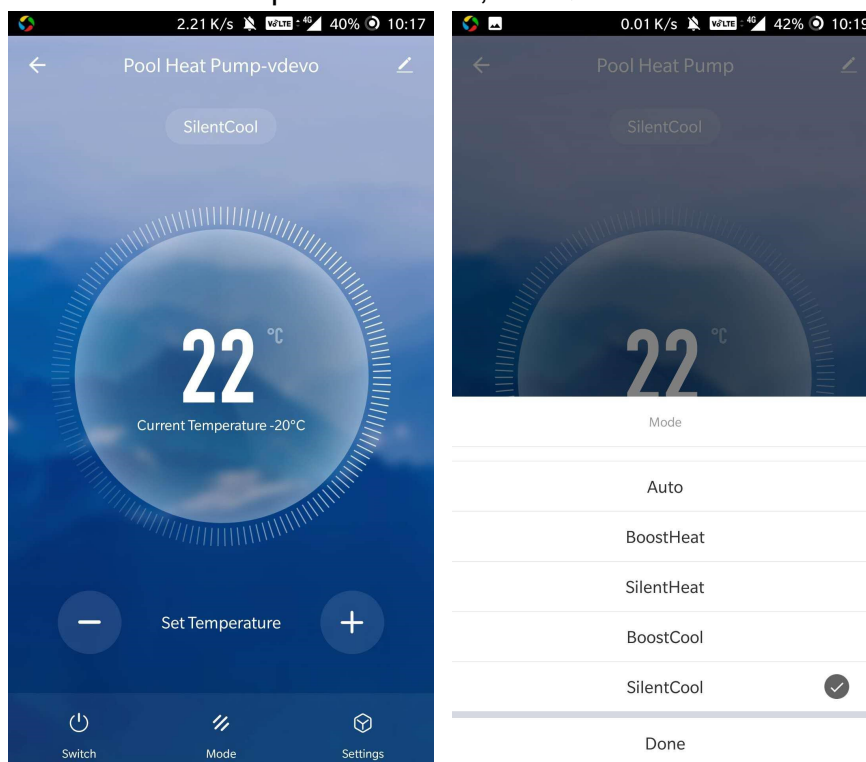 2.21 K/s VoLTE 4G 40% 10:17
Pool Heat Pump-vdevo
SilentCool
22 °C
Current Temperature -20°C
Set Temperature
Switch Mode Settings
0.01 K/s VoLTE 4G 42% 10:19
Pool Heat Pump
SilentCool
22 °C
Mode
Auto
BoostHeat
SilentHeat
BoostCool
SilentCool
Done